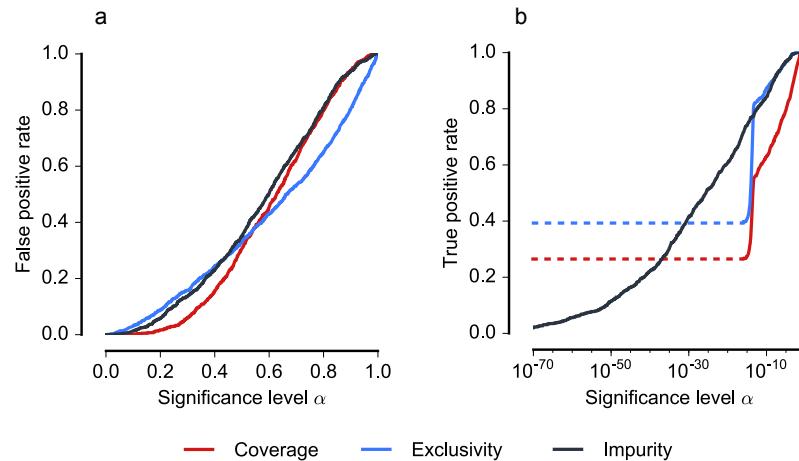 a
b
False positive rate
1.0
0.8
0.6
0.4
0.2
0.0
0.0 0.2 0.4 0.6 0.8 1.0
Significance level α
True positive rate
1.0
0.8
0.6
0.4
0.2
0.0
10⁻⁷⁰ 10⁻⁵⁰ 10⁻³⁰ 10⁻¹⁰
Significance level α
Coverage Exclusivity Impurity